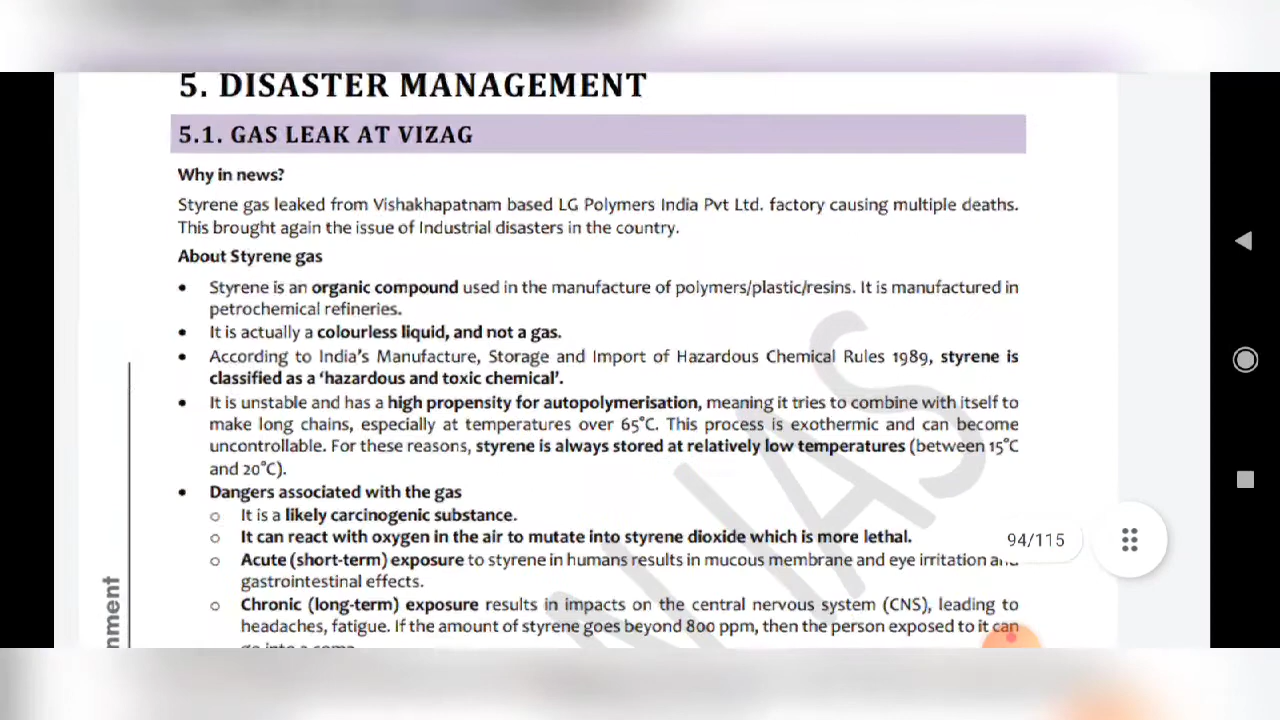 5. DISASTER MANAGEMENT
5.1. GAS LEAK AT VIZAG
Why in news?
Styrene gas leaked from Vishakhapatnam based LG Polymers India Pvt Ltd. factory causing multiple deaths.
This brought again the issue of Industrial disasters in the country.
About Styrene gas
• Styrene is an organic compound used in the manufacture of polymers/plastic/resins. It is manufactured in
petrochemical refineries.
• It is actually a colourless liquid, and not a gas.
• According to India's Manufacture, Storage and Import of Hazardous Chemical Rules 1989, styrene is
classified as a 'hazardous and toxic chemical'.
• It is unstable and has a high propensity for autopolymerisation, meaning it tries to combine with itself to
make long chains, especially at temperatures over 65°C. This process is exothermic and can become
uncontrollable. For these reasons, styrene is always stored at relatively low temperatures (between 15°C
and 20°C).
• Dangers associated with the gas
o It is a likely carcinogenic substance.
o It can react with oxygen in the air to mutate into styrene dioxide which is more lethal.
94/115
o Acute (short-term) exposure to styrene in humans results in mucous membrane and eye irritation
gastrointestinal effects.
o Chronic (long-term) exposure results in impacts on the central nervous system (CNS), leading to
headaches, fatigue. If the amount of styrene goes beyond 800 ppm, then the person exposed to it can
nment
IAS